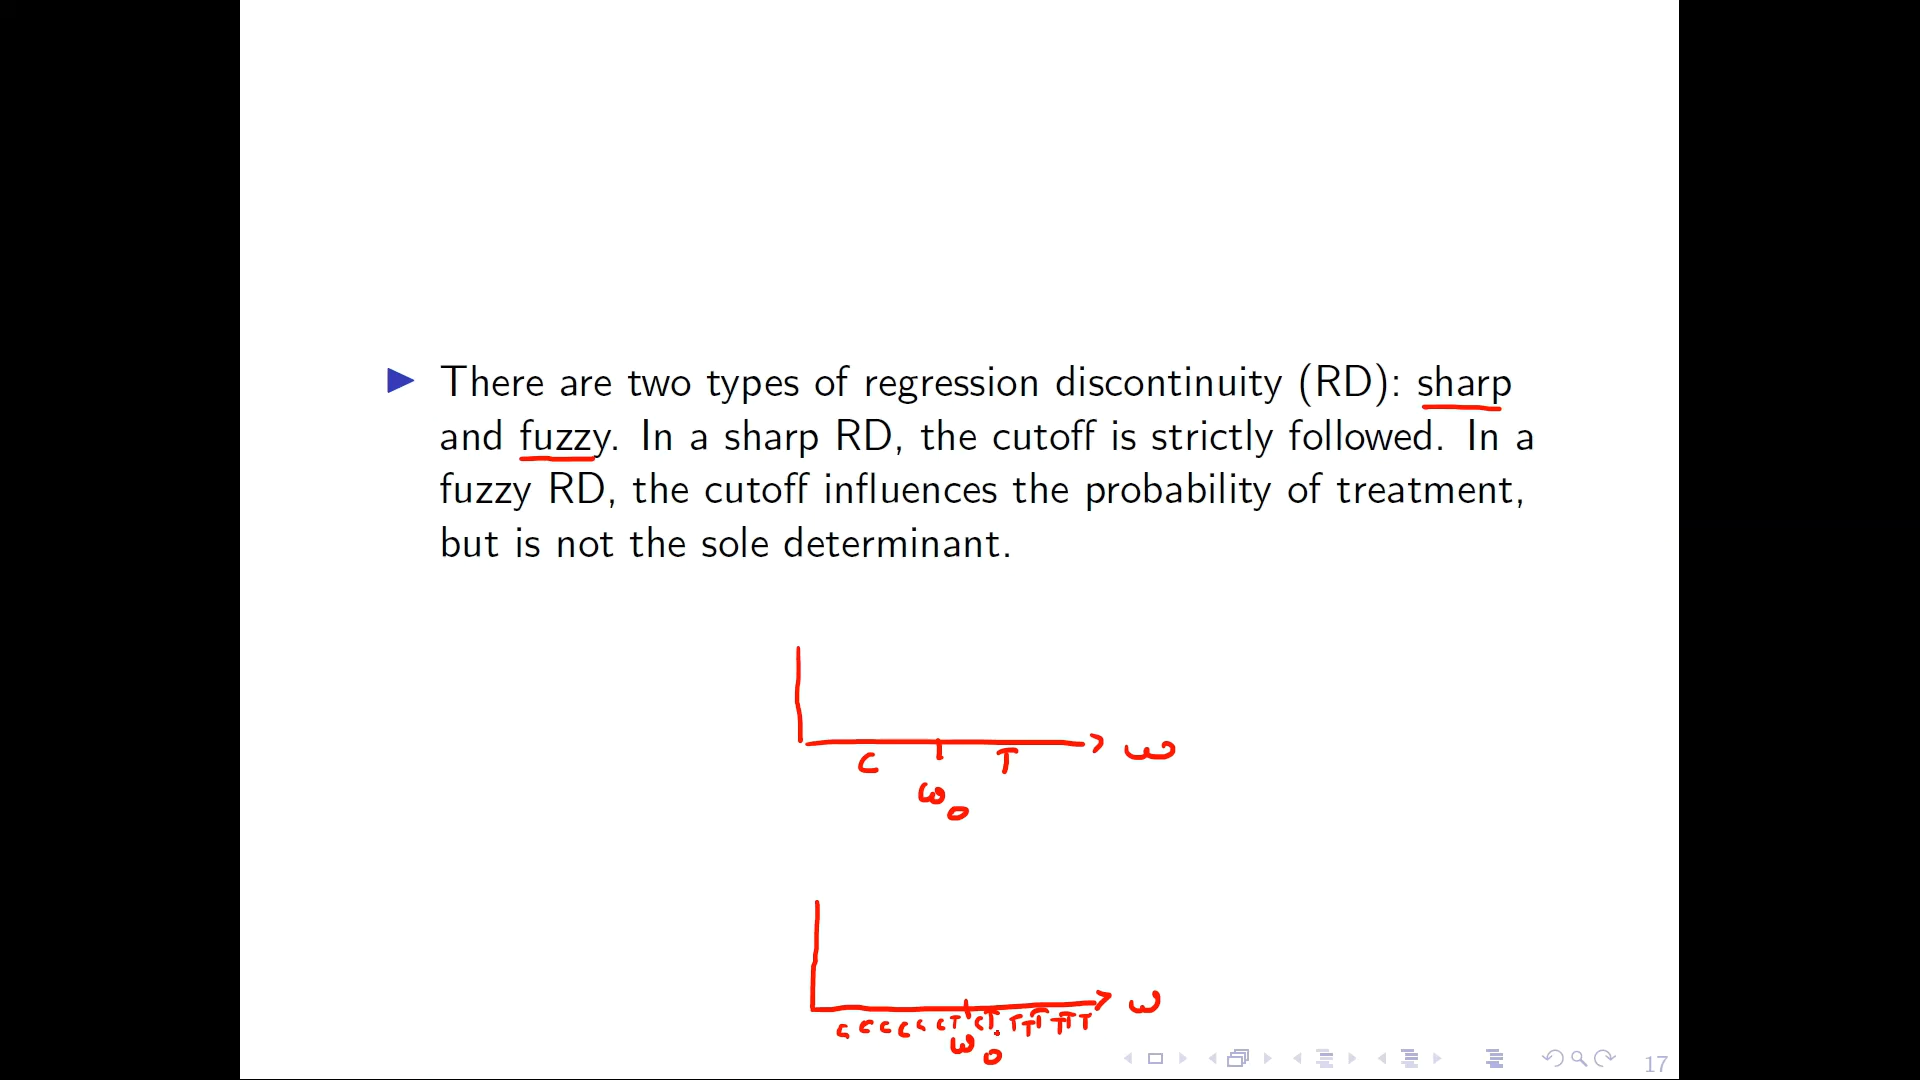 There are two types of regression discontinuity (RD): sharp
and fuzzy. In a sharp RD, the cutoff is strictly followed. In a
fuzzy RD, the cutoff influences the probability of treatment,
but is not the sole determinant.
C T ω
ω₀
C C C C C C T C T T T T T T T ω
ω₀
17